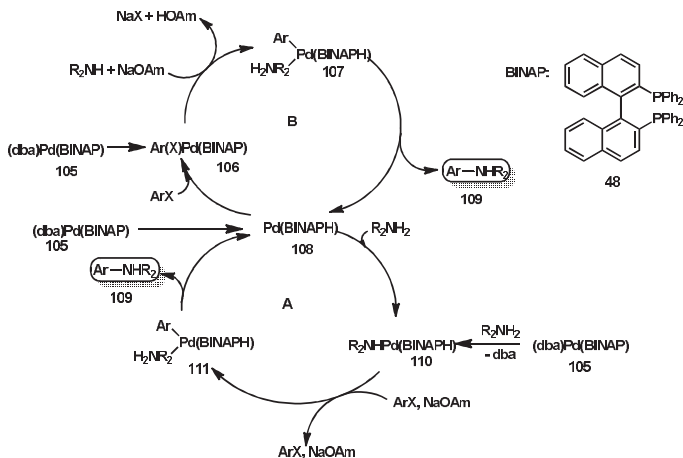 NaX + HOAm
R₂NH + NaOAm
Ar
Pd(BINAPH)
H₂NR₂
107
BINAP:
PPh₂
PPh₂
48
B
(dba)Pd(BINAP)
105
Ar(X)Pd(BINAP)
106
ArX
Ar—NHR₂
109
(dba)Pd(BINAP)
105
Pd(BINAPH)
108
R₂NH₂
Ar—NHR₂
109
A
Ar
Pd(BINAPH)
H₂NR₂
111
R₂NHPd(BINAPH)
110
R₂NH₂
- dba
(dba)Pd(BINAP)
105
ArX, NaOAm
ArX, NaOAm